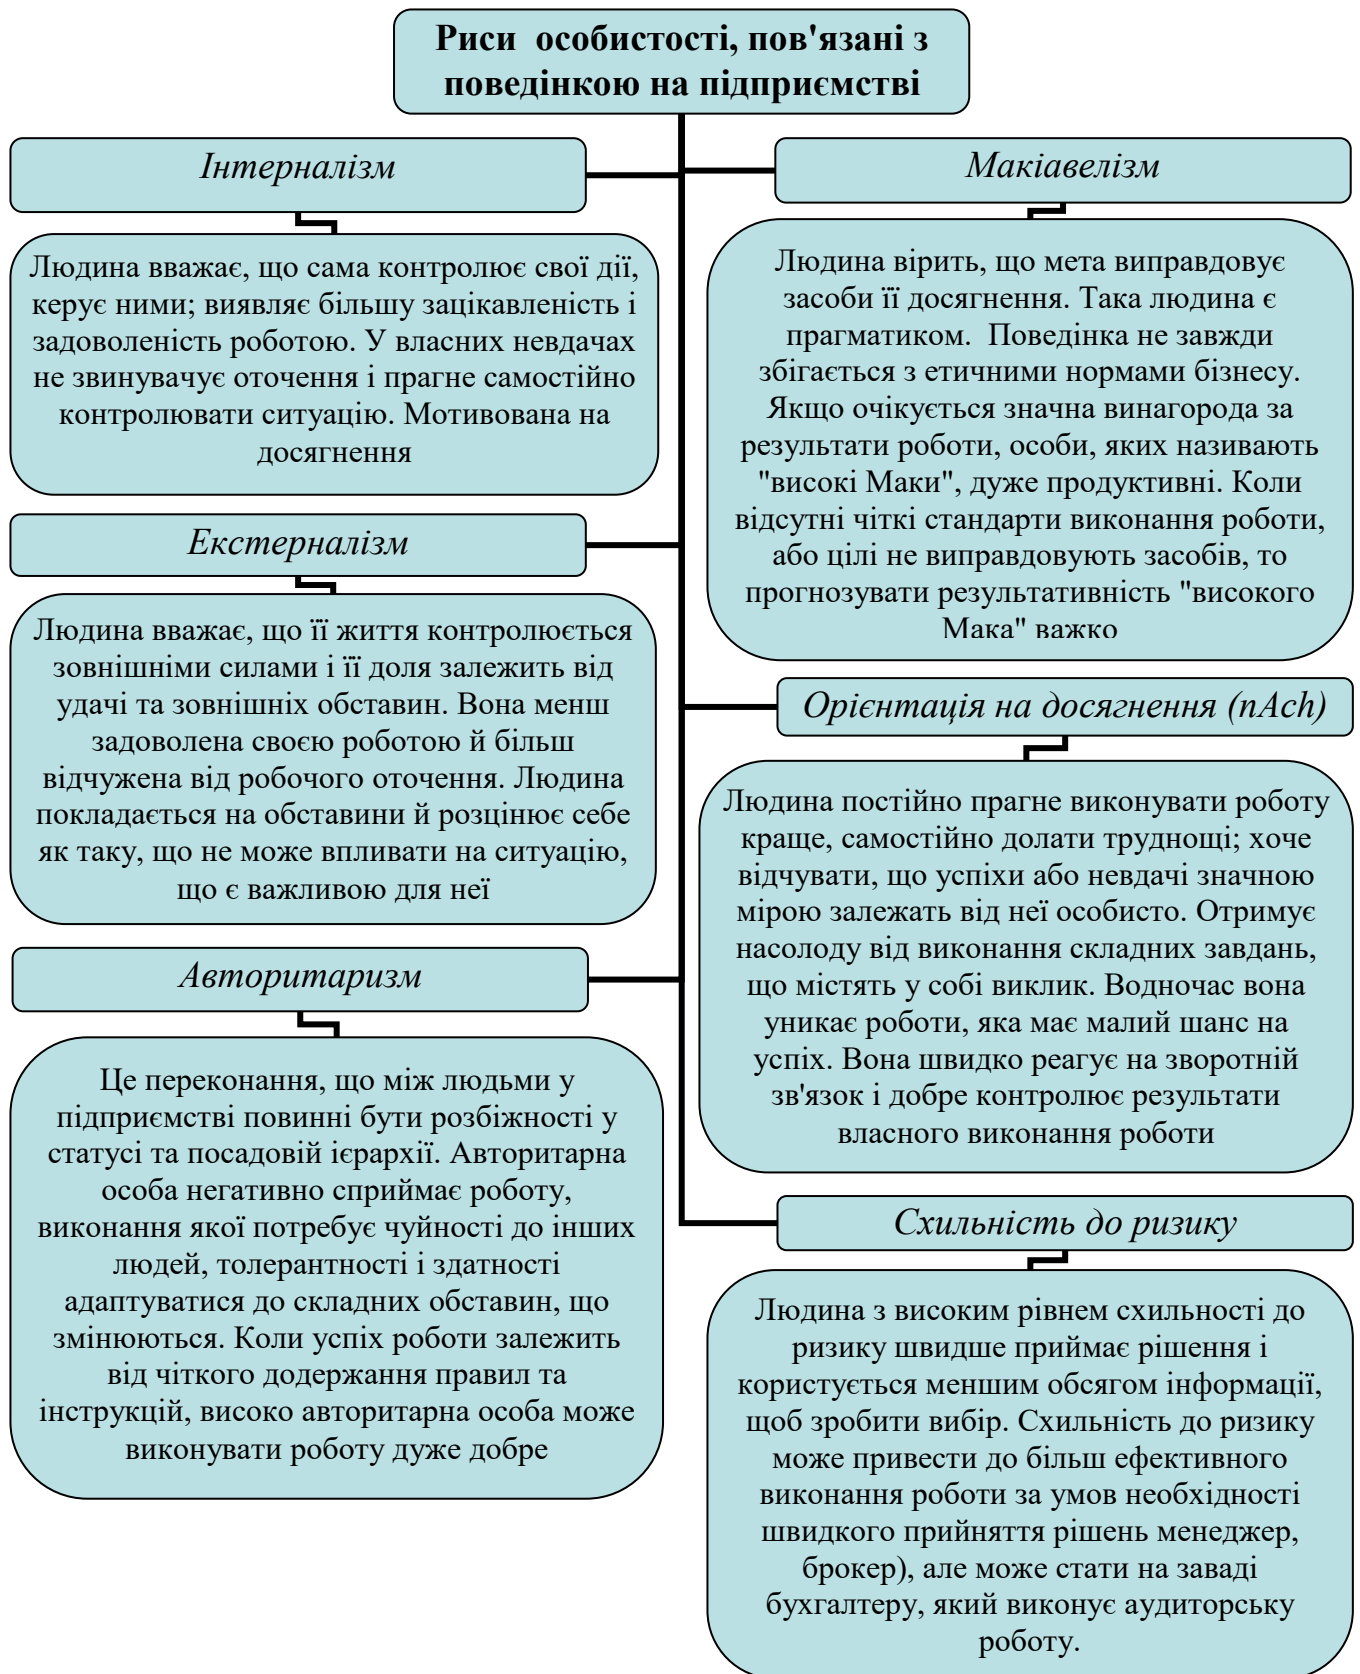 Риси особистості, пов'язані з
поведінкою на підприємстві
Інтерналізм
Людина вважає, що сама контролює свої дії,
керує ними; виявляє більшу зацікавленість і
задоволеність роботою. У власних невдачах
не звинувачує оточення і прагне самостійно
контролювати ситуацію. Мотивована на
досягнення
Екстерналізм
Людина вважає, що її життя контролюється
зовнішніми силами і її доля залежить від
удачі та зовнішніх обставин. Вона менш
задоволена своєю роботою й більш
відчужена від робочого оточення. Людина
покладається на обставини й розцінює себе
як таку, що не може впливати на ситуацію,
що є важливою для неї
Авторитаризм
Це переконання, що між людьми у
підприємстві повинні бути розбіжності у
статусі та посадовій ієрархії. Авторитарна
особа негативно сприймає роботу,
виконання якої потребує чуйності до інших
людей, толерантності і здатності
адаптуватися до складних обставин, що
змінюються. Коли успіх роботи залежить
від чіткого додержання правил та
інструкцій, високо авторитарна особа може
виконувати роботу дуже добре
Макіавелізм
Людина вірить, що мета виправдовує
засоби її досягнення. Така людина є
прагматиком. Поведінка не завжди
збігається з етичними нормами бізнесу.
Якщо очікується значна винагорода за
результати роботи, особи, яких називають
"високі Маки", дуже продуктивні. Коли
відсутні чіткі стандарти виконання роботи,
або цілі не виправдовують засобів, то
прогнозувати результативність "високого
Мака" важко
Орієнтація на досягнення (nAch)
Людина постійно прагне виконувати роботу
краще, самостійно долати труднощі; хоче
відчувати, що успіхи або невдачі значною
мірою залежать від неї особисто. Отримує
насолоду від виконання складних завдань,
що містять у собі виклик. Водночас вона
уникає роботи, яка має малий шанс на
успіх. Вона швидко реагує на зворотній
зв'язок і добре контролює результати
власного виконання роботи
Схильність до ризику
Людина з високим рівнем схильності до
ризику швидше приймає рішення і
користується меншим обсягом інформації,
щоб зробити вибір. Схильність до ризику
може привести до більш ефективного
виконання роботи за умов необхідності
швидкого прийняття рішень менеджер,
брокер), але може стати на заваді
бухгалтеру, який виконує аудиторську
роботу.